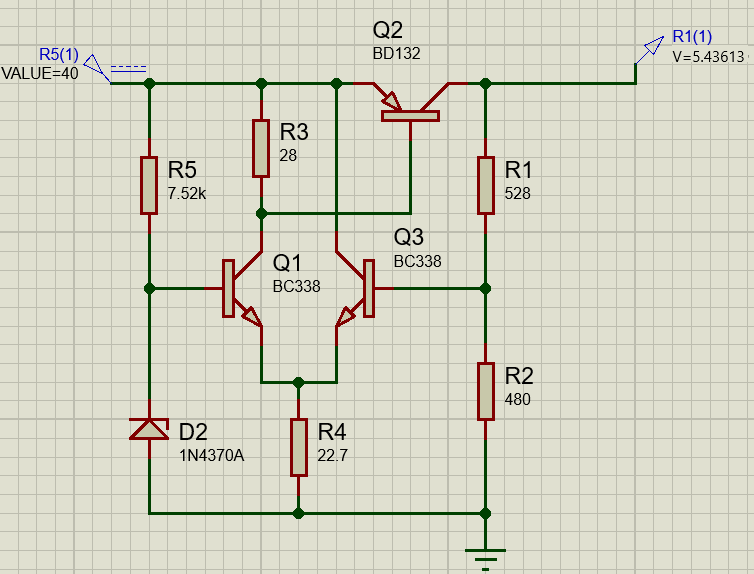 Q2
BD132
R5(1)
VALUE=40
R1(1)
V=5.43613
R3
28
R5
7.52k
R1
528
Q1
BC338
Q3
BC338
R2
480
D2
1N4370A
R4
22.7